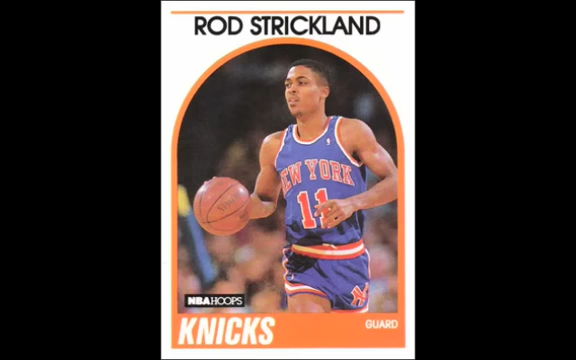 ROD STRICKLAND
NEW YORK
11
NBA HOOPS
KNICKS
GUARD